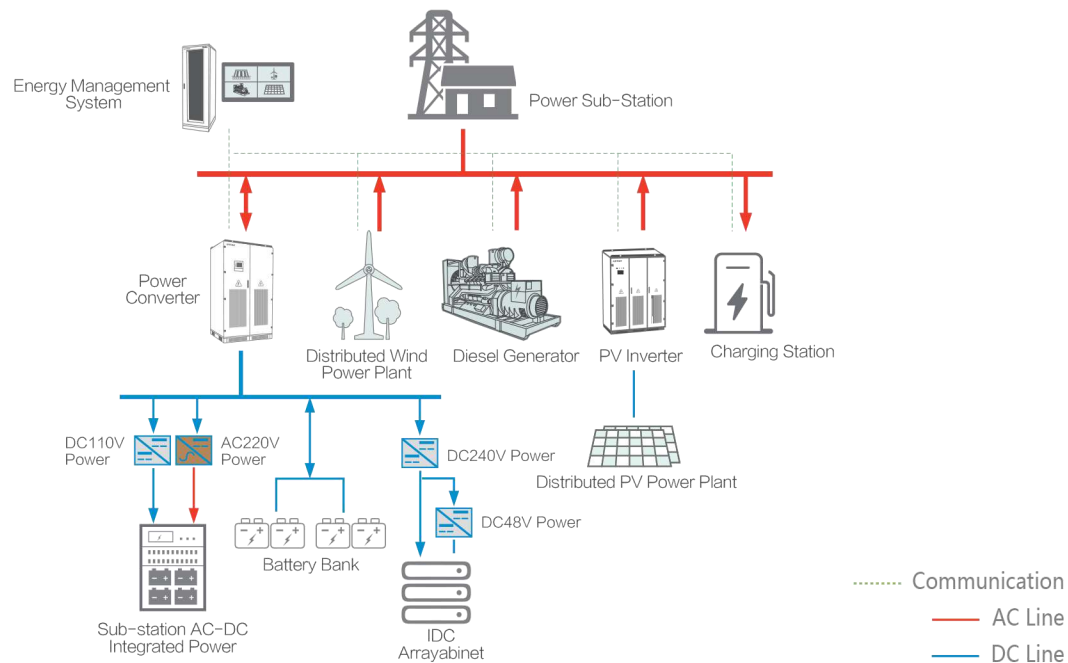 Energy Management
System
Power Sub-Station
Power
Converter
Distributed Wind
Power Plant
Diesel Generator
PV Inverter
Charging Station
DC110V
Power
AC220V
Power
DC240V Power
Distributed PV Power Plant
DC48V Power
Battery Bank
Sub-station AC-DC
Integrated Power
IDC
Arrayabinet
Communication
AC Line
DC Line